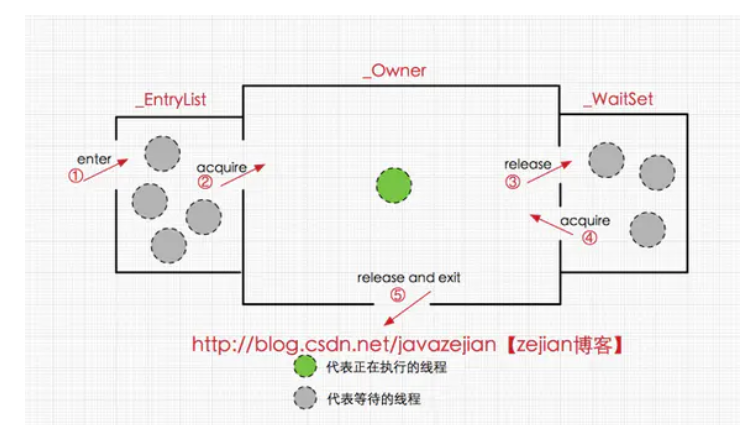 _Owner
_EntryList
_WaitSet
enter
①
acquire
②
release
③
acquire
④
release and exit
⑤
http://blog.csdn.net/javazejian【zejian博客】
代表正在执行的线程
代表等待的线程